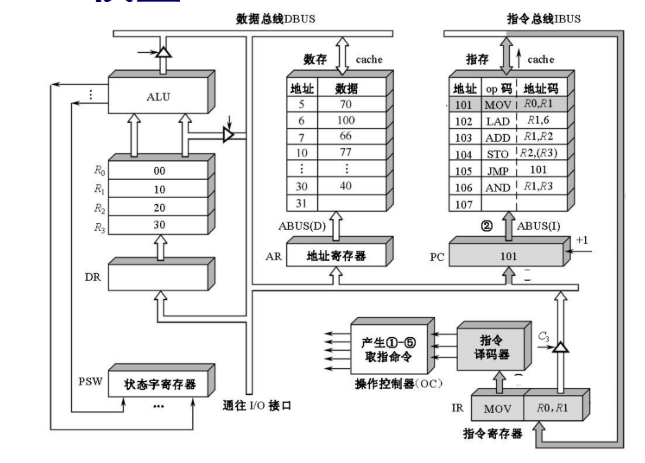 数据总线DBUS
指令总线IBUS
数存 cache
指存 cache
ALU
⋮
地址 数据
5 70
6 100
7 66
10 77
⋮ ⋮
30 40
31
地址 op 码 地址码
101 MOV R0,R1
102 LAD R1,6
103 ADD R1,R2
104 STO R2,(R3)
105 JMP 101
106 AND R1,R3
107
R0 00
R1 10
R2 20
R3 30
ABUS(D)
② ABUS(I)
+1
AR 地址寄存器
PC 101
DR
产生①-⑤
取指命令
操作控制器(OC)
指令
译码器
C3
PSW 状态字寄存器
...
通往 I/O 接口
IR MOV R0,R1
指令寄存器